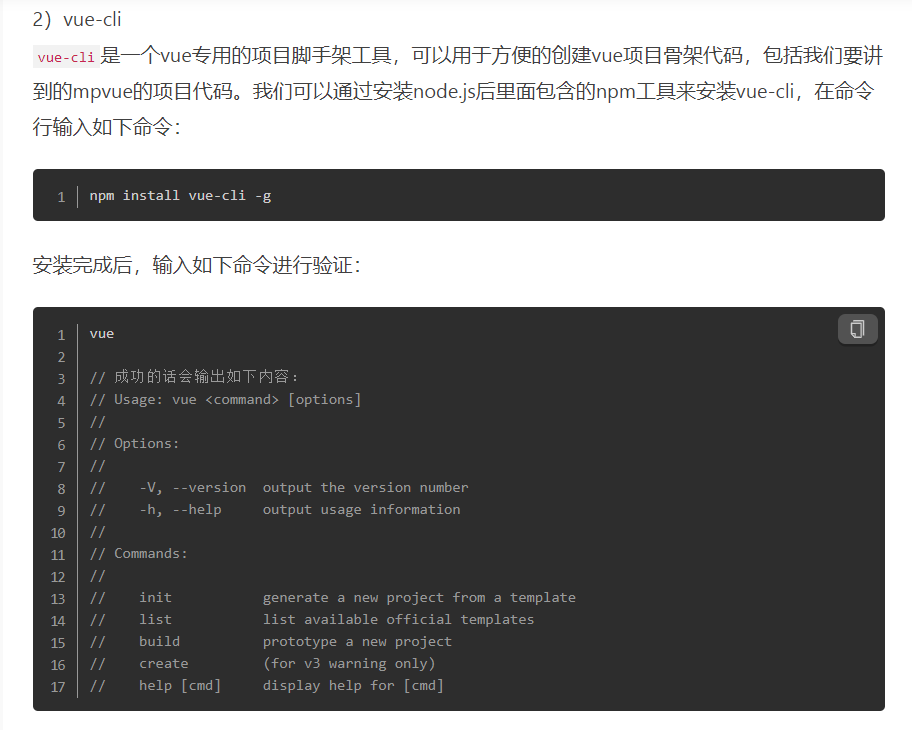 2）vue-cli
vue-cli是一个vue专用的项目脚手架工具，可以用于方便的创建vue项目骨架代码，包括我们要讲
到的mpvue的项目代码。我们可以通过安装node.js后里面包含的npm工具来安装vue-cli，在命令
行输入如下命令：
1 npm install vue-cli -g
安装完成后，输入如下命令进行验证：
1 vue
2
3 // 成功的话会输出如下内容：
4 // Usage: vue <command> [options]
5 //
6 // Options:
7 //
8 //    -V, --version  output the version number
9 //    -h, --help     output usage information
10 //
11 // Commands:
12 //
13 //    init           generate a new project from a template
14 //    list           list available official templates
15 //    build          prototype a new project
16 //    create         (for v3 warning only)
17 //    help [cmd]     display help for [cmd]